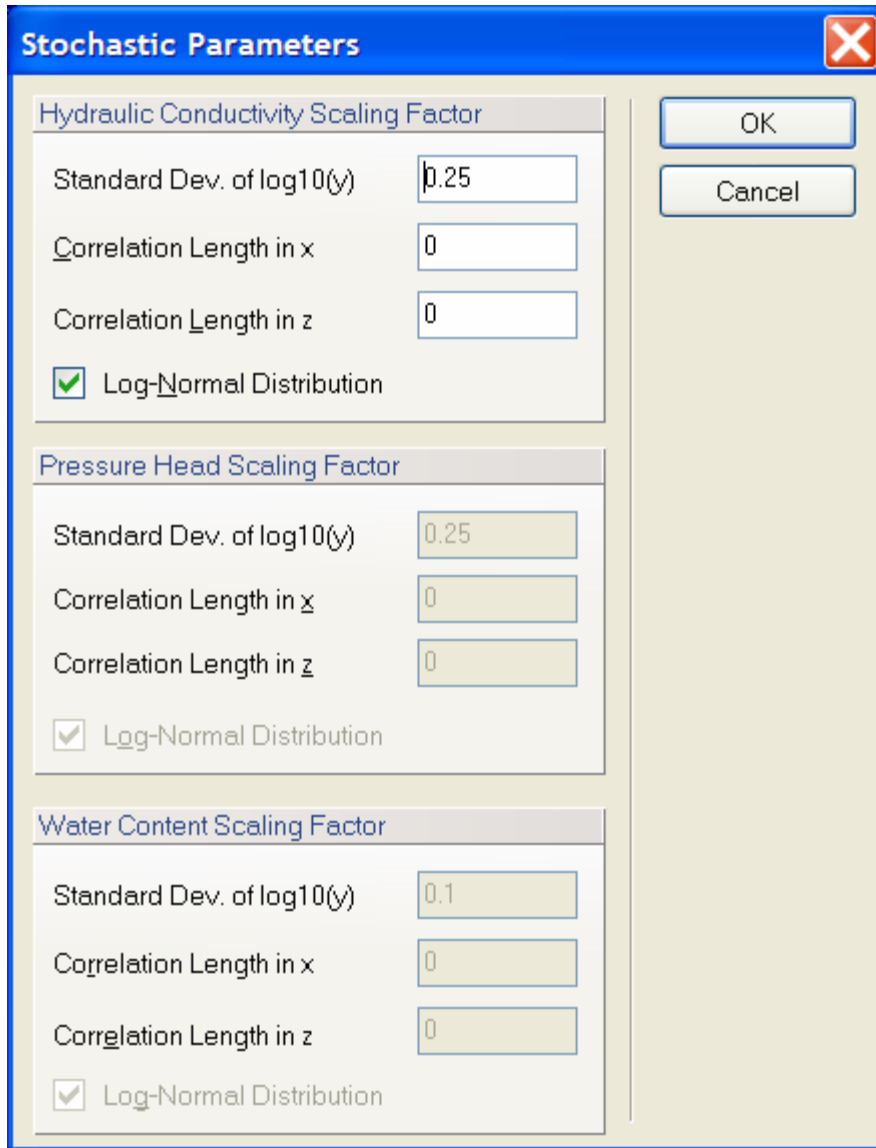 Stochastic Parameters
Hydraulic Conductivity Scaling Factor
OK
Standard Dev. of log10(y) 0.25
Cancel
Correlation Length in x 0
Correlation Length in z 0
Log-Normal Distribution
Pressure Head Scaling Factor
Standard Dev. of log10(y) 0.25
Correlation Length in x 0
Correlation Length in z 0
Log-Normal Distribution
Water Content Scaling Factor
Standard Dev. of log10(y) 0.1
Correlation Length in x 0
Correlation Length in z 0
Log-Normal Distribution